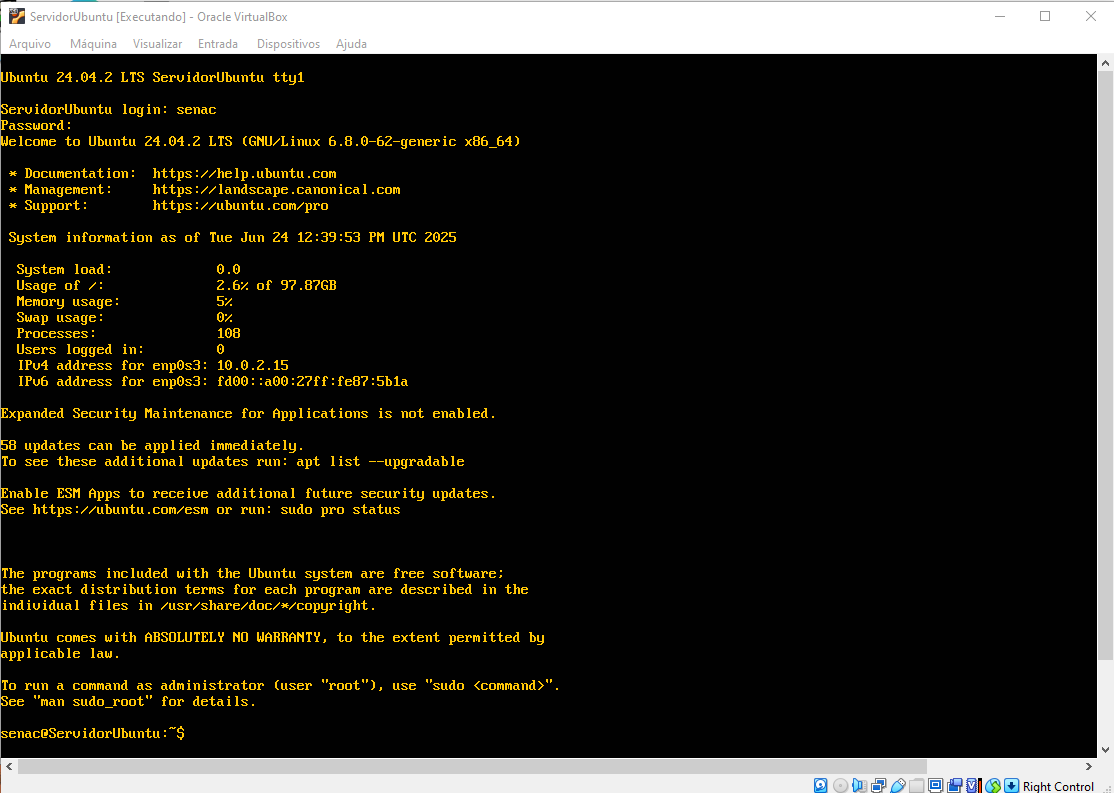 ServidorUbuntu [Executando] - Oracle VirtualBox
Arquivo Máquina Visualizar Entrada Dispositivos Ajuda
Ubuntu 24.04.2 LTS ServidorUbuntu tty1
ServidorUbuntu login: senac
Password:
Welcome to Ubuntu 24.04.2 LTS (GNU/Linux 6.8.0-62-generic x86_64)
* Documentation: https://help.ubuntu.com
* Management: https://landscape.canonical.com
* Support: https://ubuntu.com/pro
System information as of Tue Jun 24 12:39:53 PM UTC 2025
System load: 0.0
Usage of /: 2.6% of 97.87GB
Memory usage: 5%
Swap usage: 0%
Processes: 108
Users logged in: 0
IPv4 address for enp0s3: 10.0.2.15
IPv6 address for enp0s3: fd00::a00:27ff:fe87:5b1a
Expanded Security Maintenance for Applications is not enabled.
58 updates can be applied immediately.
To see these additional updates run: apt list --upgradable
Enable ESM Apps to receive additional future security updates.
See https://ubuntu.com/esm or run: sudo pro status
The programs included with the Ubuntu system are free software;
the exact distribution terms for each program are described in the
individual files in /usr/share/doc/*/copyright.
Ubuntu comes with ABSOLUTELY NO WARRANTY, to the extent permitted by
applicable law.
To run a command as administrator (user "root"), use "sudo <command>".
See "man sudo_root" for details.
senac@ServidorUbuntu:~$
Right Control